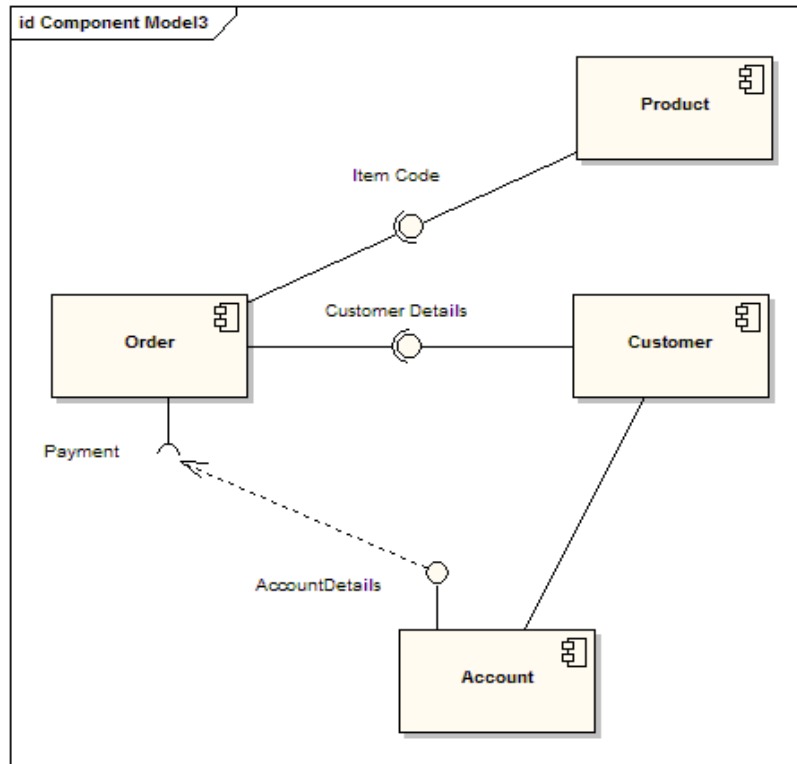 id Component Model3
Product
Item Code
Customer Details
Order
Customer
Payment
AccountDetails
Account